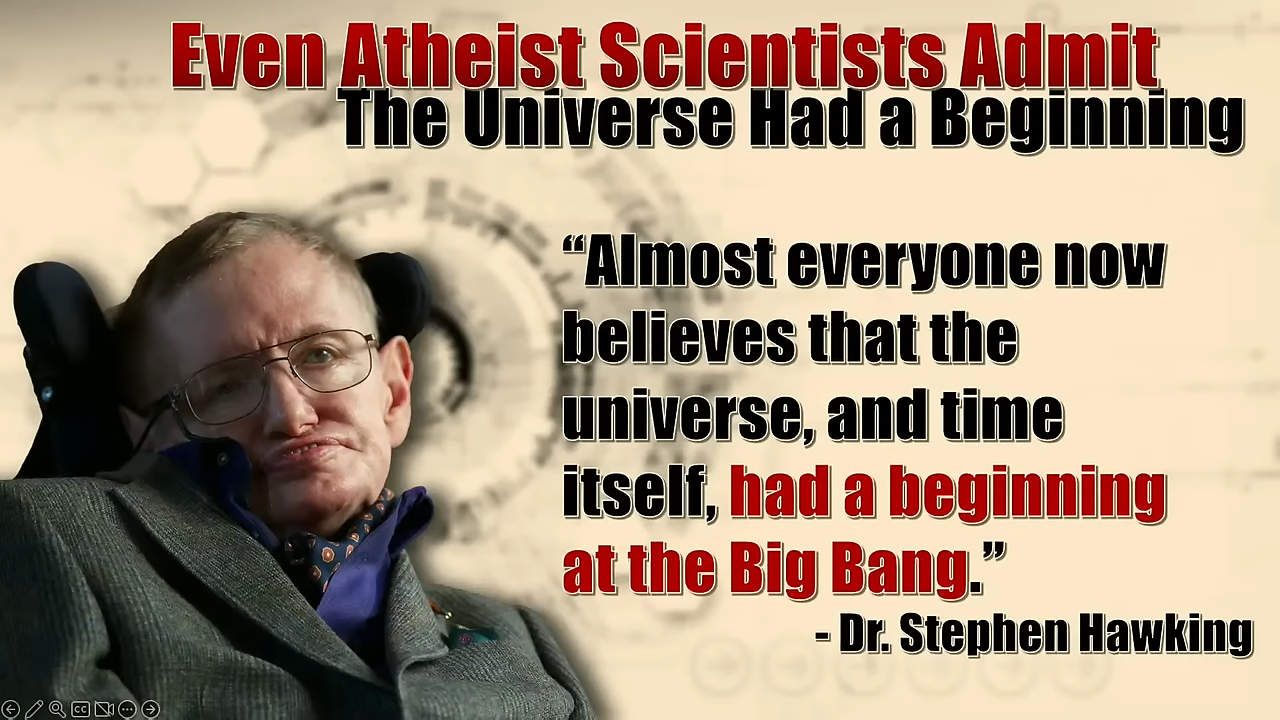 Even Atheist Scientists Admit
The Universe Had a Beginning
“Almost everyone now
believes that the
universe, and time
itself, had a beginning
at the Big Bang.”
- Dr. Stephen Hawking
CC